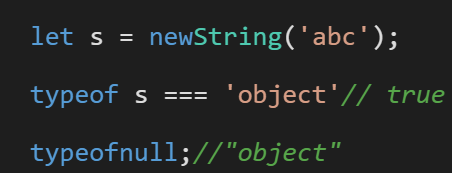 let s = newString('abc');
typeof s === 'object'// true
typeofnull;//"object"